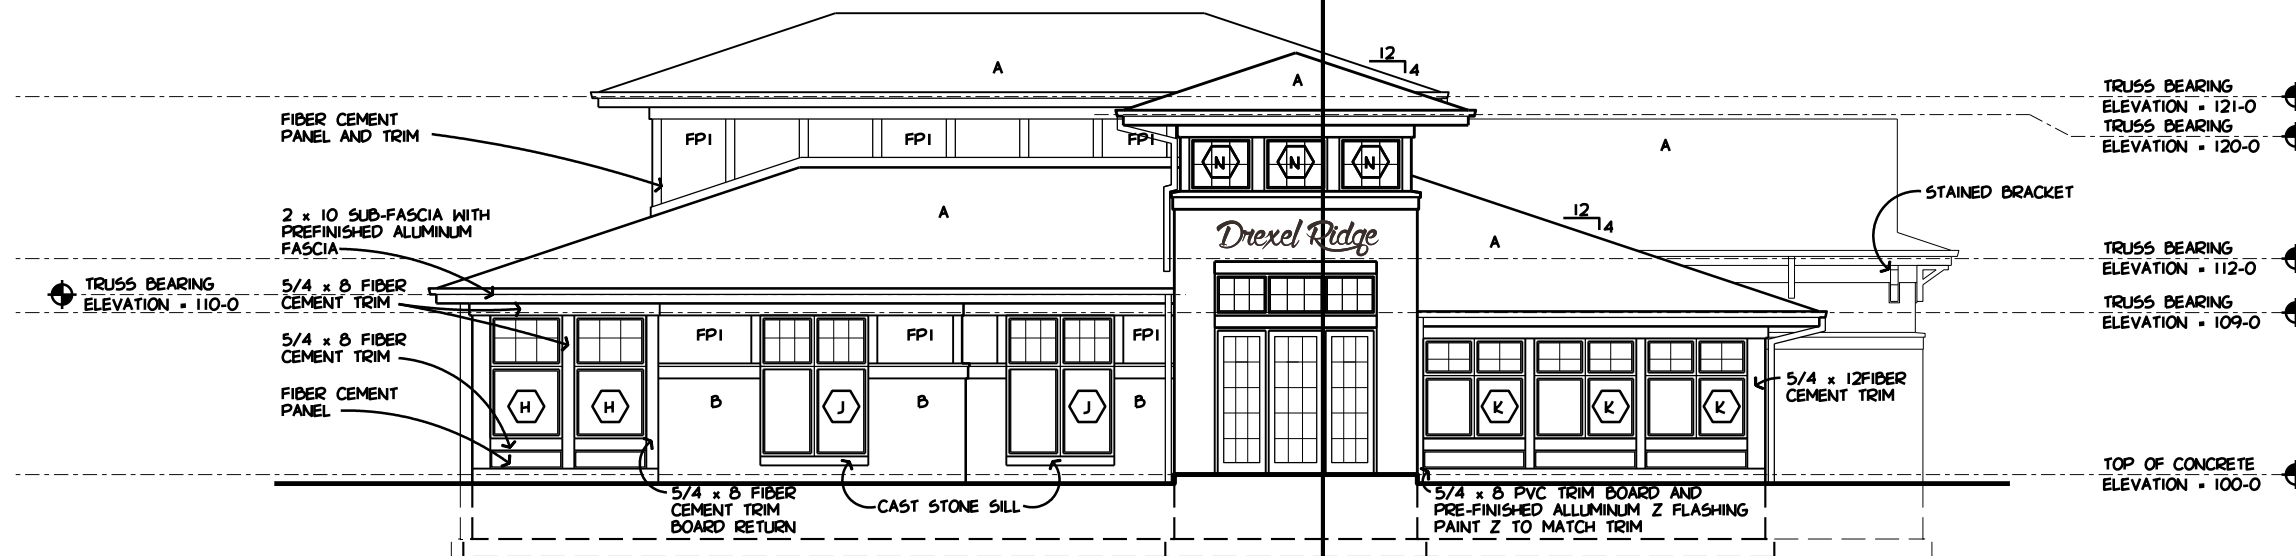 12
4
A
A
TRUSS BEARING
ELEVATION = 121-0
FIBER CEMENT
PANEL AND TRIM
FP1
FP1
FP1
TRUSS BEARING
ELEVATION = 120-0
A
N
N
N
STAINED BRACKET
2 x 10 SUB-FASCIA WITH
PREFINISHED ALUMINUM
FASCIA
A
12
4
Drexel Ridge
A
TRUSS BEARING
ELEVATION = 112-0
TRUSS BEARING
ELEVATION = 110-0
5/4 x 8 FIBER
CEMENT TRIM
TRUSS BEARING
ELEVATION = 109-0
5/4 x 8 FIBER
CEMENT TRIM
FP1
FP1
FP1
5/4 x 12FIBER
CEMENT TRIM
FIBER CEMENT
PANEL
H
H
B
J
B
J
B
K
K
K
TOP OF CONCRETE
ELEVATION = 100-0
5/4 x 8 FIBER
CEMENT TRIM
BOARD RETURN
CAST STONE SILL
5/4 x 8 PVC TRIM BOARD AND
PRE-FINISHED ALLUMINUM Z FLASHING
PAINT Z TO MATCH TRIM